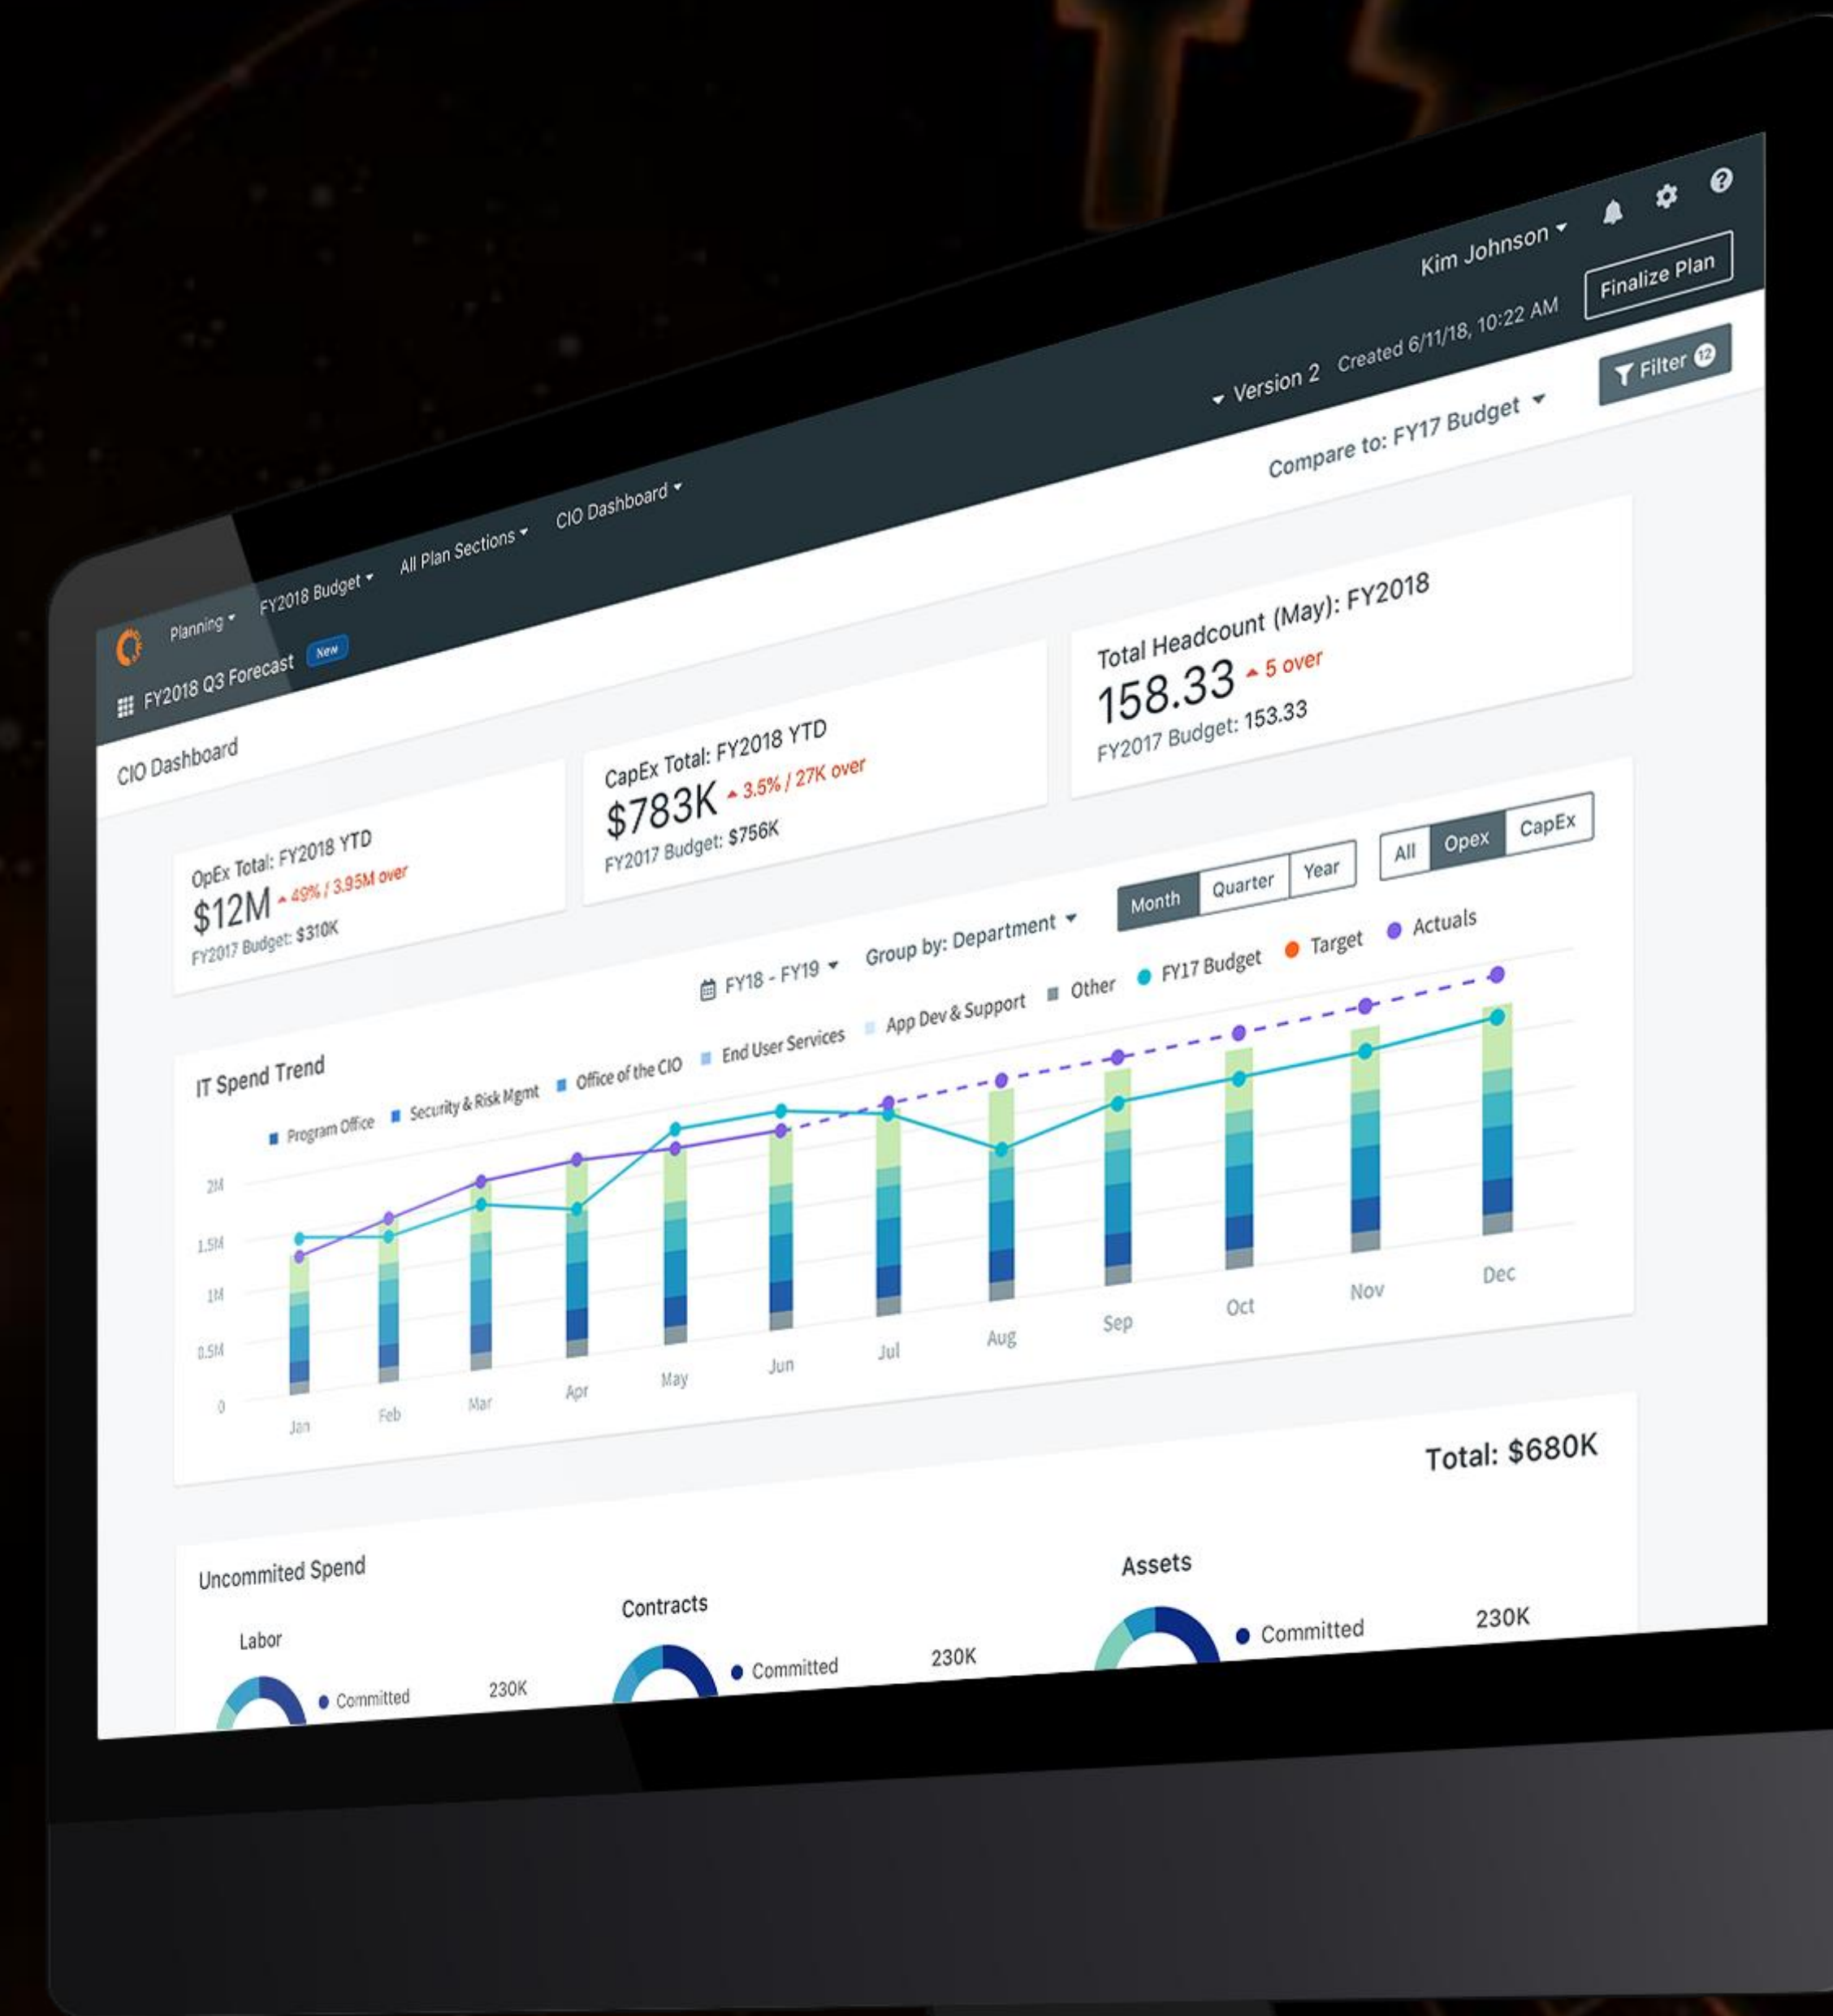 Kim Johnson
Planning FY2018 Budget All Plan Sections CIO Dashboard
FY2018 Q3 Forecast New
Version 2 Created 6/11/18, 10:22 AM Finalize Plan
CIO Dashboard
Compare to: FY17 Budget Filter 12
OpEx Total: FY2018 YTD
$12M 49% / 3.95M over
FY2017 Budget: $310K
CapEx Total: FY2018 YTD
$783K 3.5% / 27K over
FY2017 Budget: $756K
Total Headcount (May): FY2018
158.33 5 over
FY2017 Budget: 153.33
IT Spend Trend
FY18 - FY19 Group by: Department Month Quarter Year All Opex CapEx
Program Office Security & Risk Mgmt Office of the CIO End User Services App Dev & Support Other FY17 Budget Target Actuals
2M
1.5M
1M
0.5M
0
Jan Feb Mar Apr May Jun Jul Aug Sep Oct Nov Dec
Uncommited Spend
Total: $680K
Labor
Committed 230K
Contracts
Committed 230K
Assets
Committed 230K